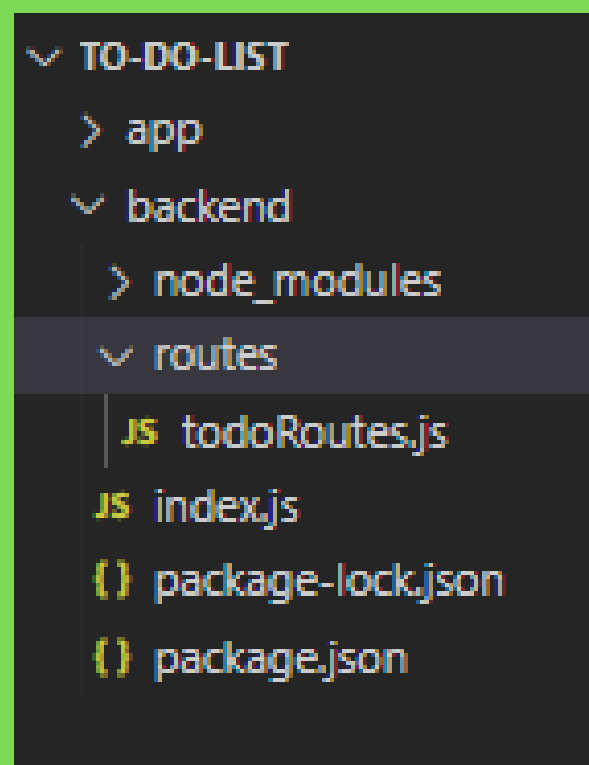 TO-DO-LIST
app
backend
node_modules
routes
JS todoRoutes.js
JS index.js
{} package-lock.json
{} package.json